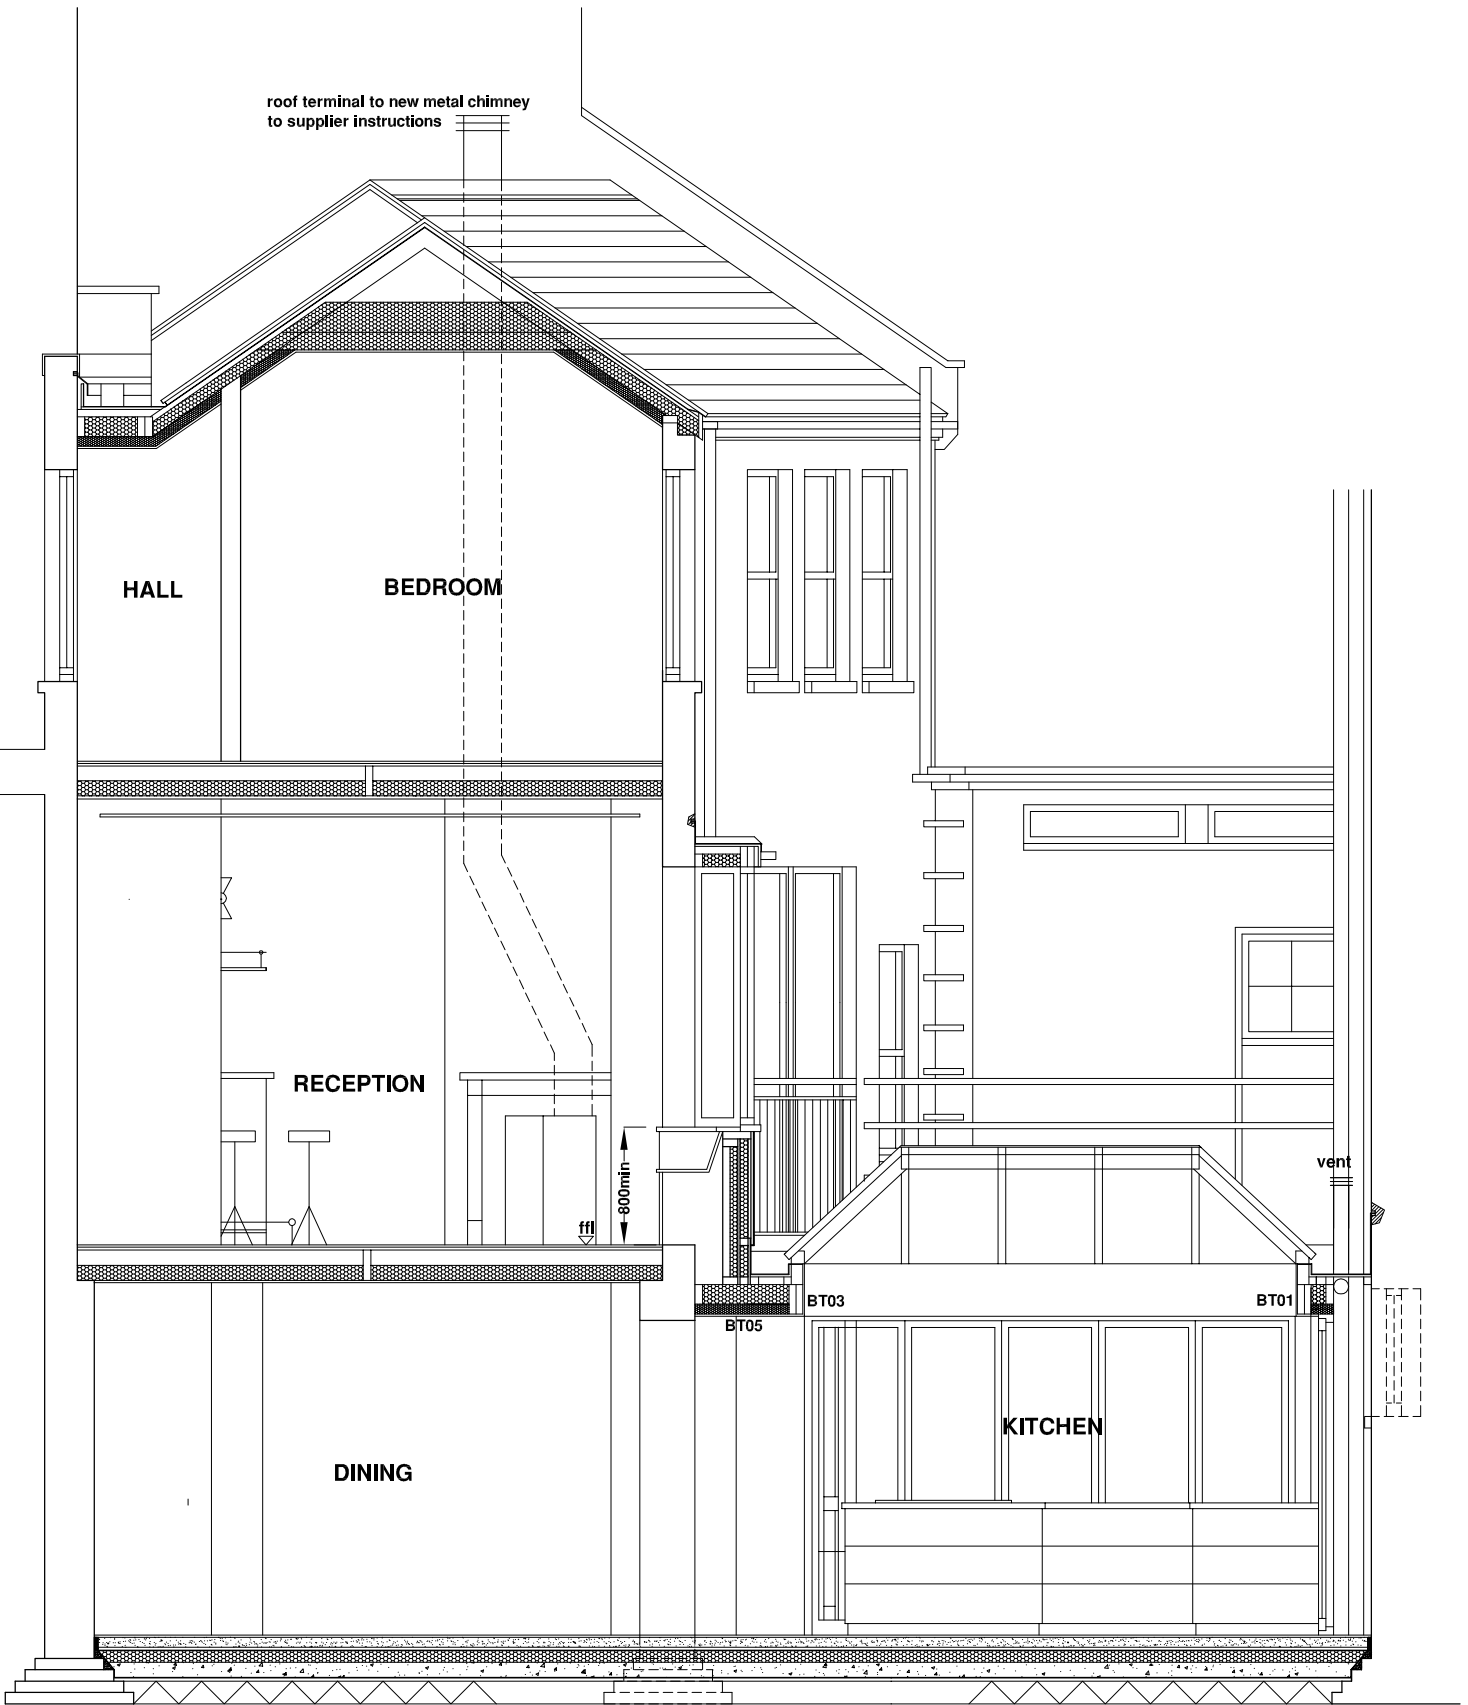 roof terminal to new metal chimney
to supplier instructions
HALL
BEDROOM
RECEPTION
800min
ffl
vent
BT03
BT01
BT05
KITCHEN
DINING